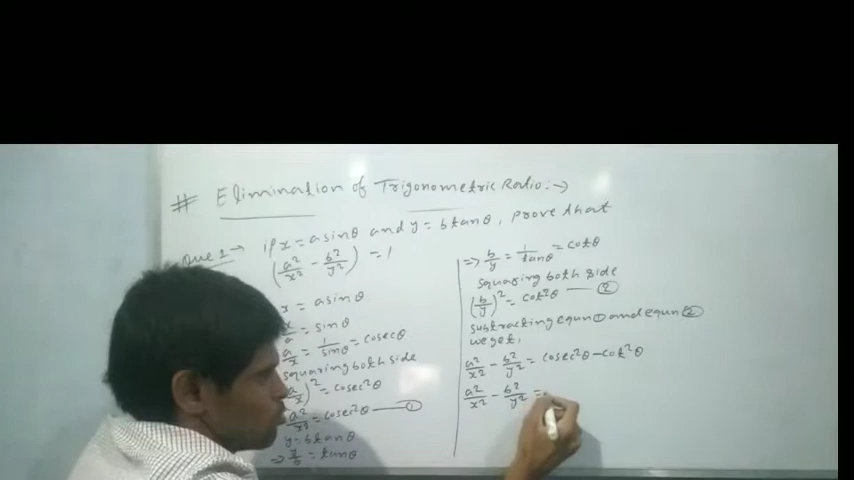 # Elimination of Trigonometric Ratio:->
Que 1 -> if x = a sinθ and y = b tanθ, prove that
(a²/x² - b²/y²) = 1
x = a sinθ
x/a = sinθ
a/x = 1/sinθ = cosecθ
squaring both side
(a/x)² = cosec²θ
a²/x² = cosec²θ —— ①
y = b tanθ
=> y/b = tanθ
=> b/y = 1/tanθ = cotθ
squaring both side
(b/y)² = cot²θ —— ②
subtracting equn ① and equn ②
we get,
a²/x² - b²/y² = cosec²θ - cot²θ
a²/x² - b²/y² =